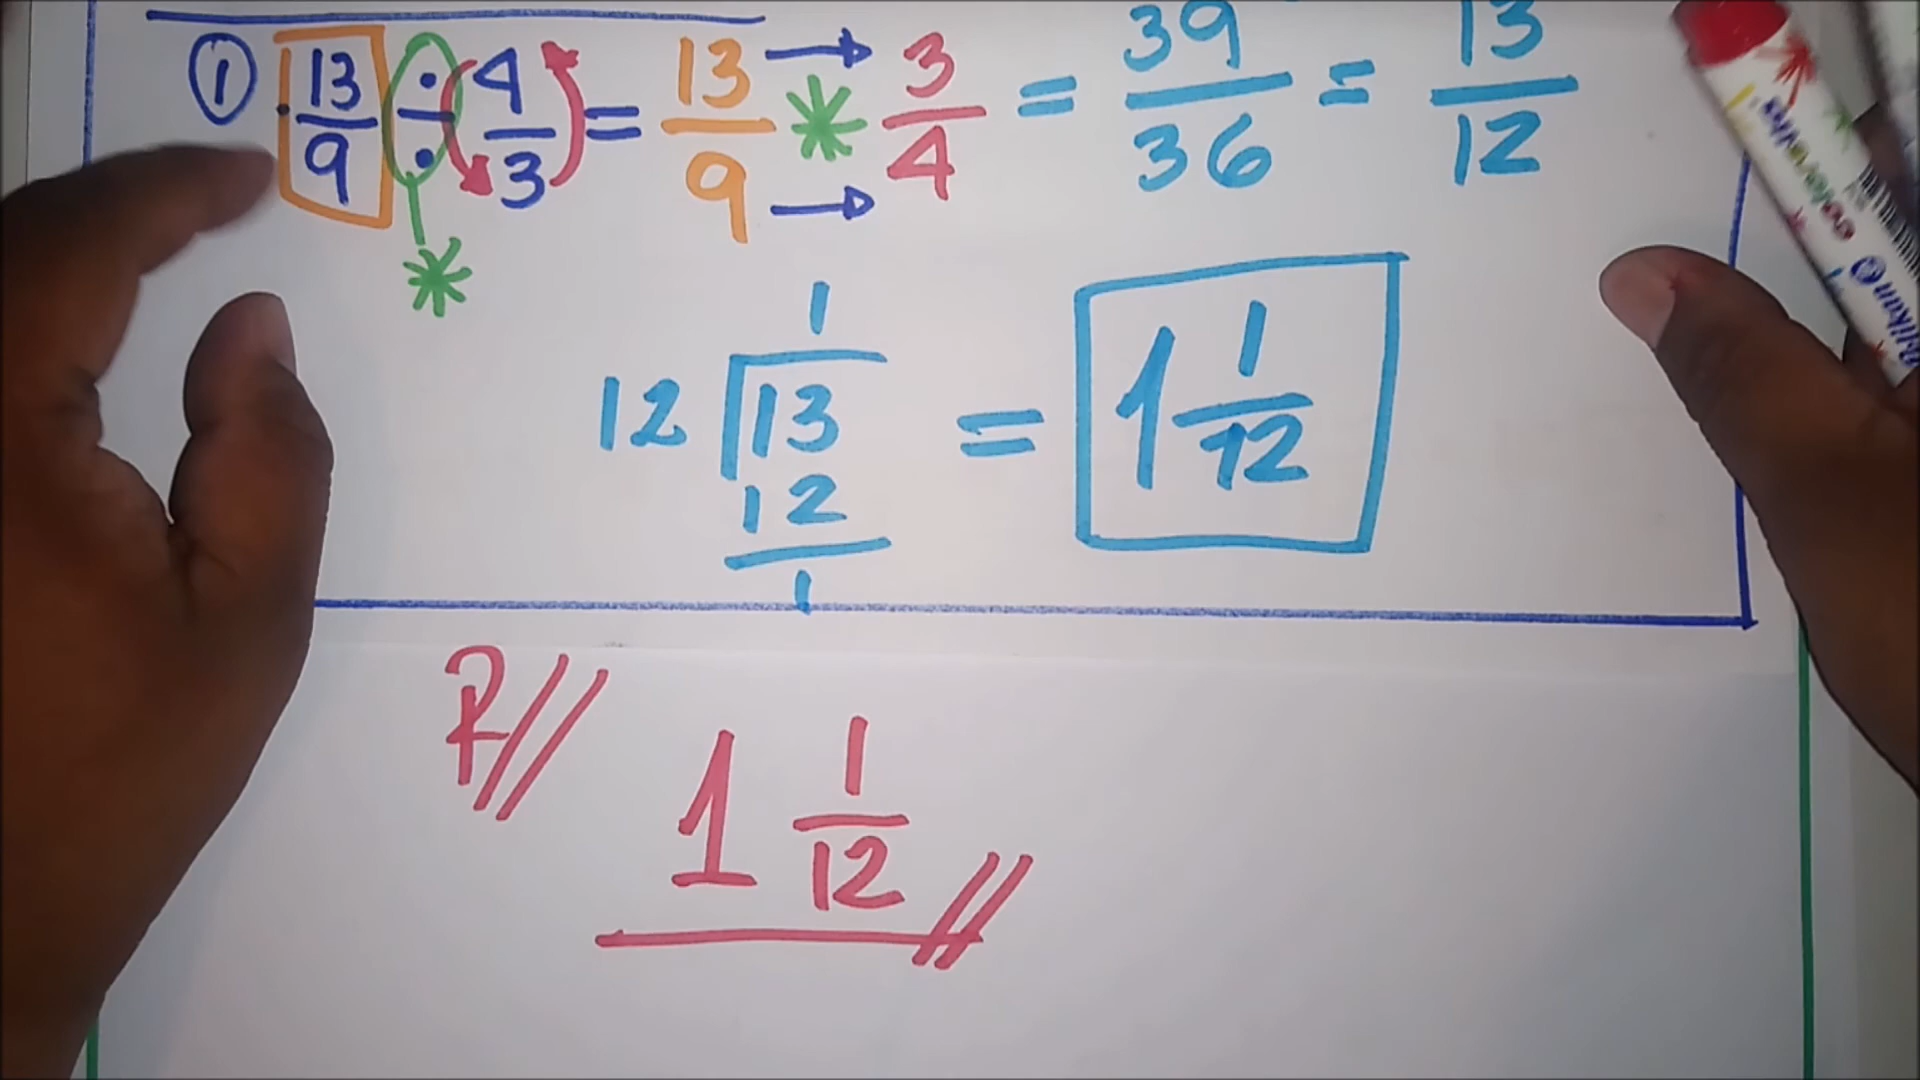 1. 13/9 ÷ 4/3 = 13/9 * 3/4 = 39/36 = 13/12
*
1
12 13 = 1 1/12
12
1
R//
1 1/12 //